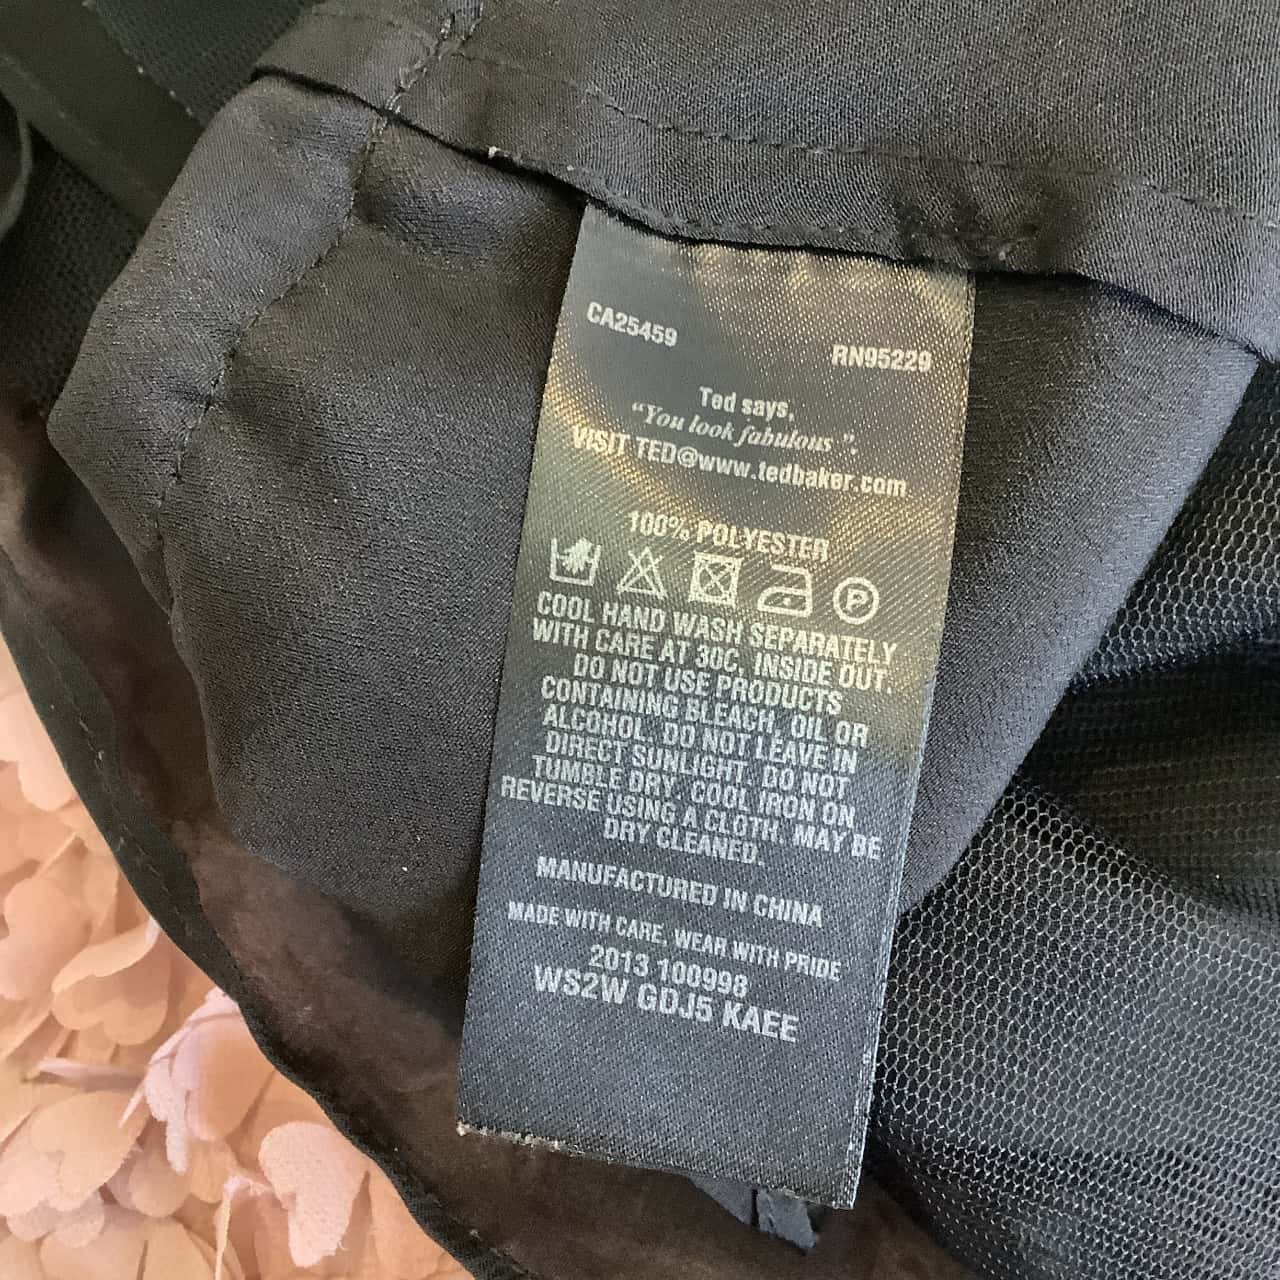 CA25459
RN95229
Ted says,
“You look fabulous”.
VISIT TED@www.tedbaker.com
100% POLYESTER
P
COOL HAND WASH SEPARATELY
WITH CARE AT 30C, INSIDE OUT.
DO NOT USE PRODUCTS
CONTAINING BLEACH, OIL OR
ALCOHOL. DO NOT LEAVE IN
DIRECT SUNLIGHT. DO NOT
TUMBLE DRY. COOL IRON ON
REVERSE USING A CLOTH. MAY BE
DRY CLEANED.
MANUFACTURED IN CHINA
MADE WITH CARE, WEAR WITH PRIDE
2013 100998
WS2W GDJ5 KAEE